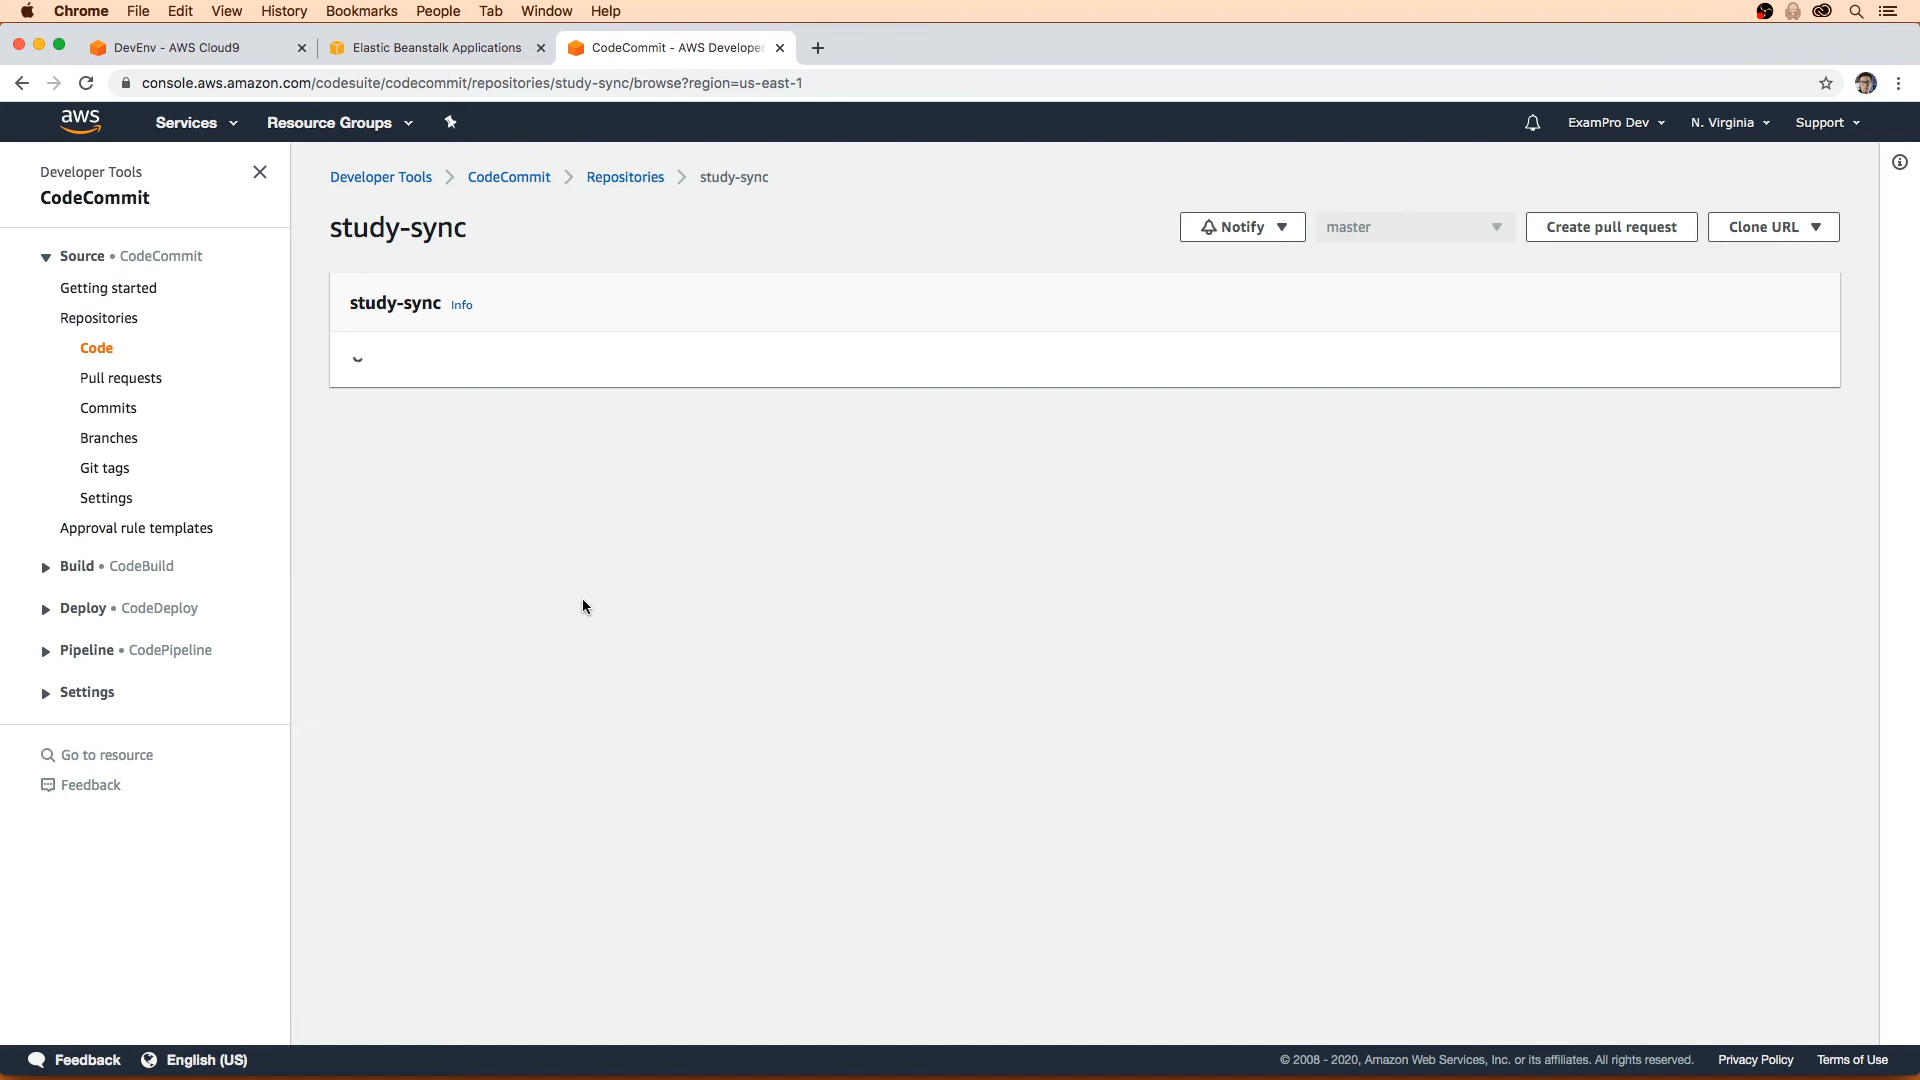 Chrome File Edit View History Bookmarks People Tab Window Help
DevEnv - AWS Cloud9
Elastic Beanstalk Applications
CodeCommit - AWS Developer
console.aws.amazon.com/codesuite/codecommit/repositories/study-sync/browse?region=us-east-1
aws Services Resource Groups ExamPro Dev N. Virginia Support
Developer Tools
CodeCommit
Source • CodeCommit
Getting started
Repositories
Code
Pull requests
Commits
Branches
Git tags
Settings
Approval rule templates
Build • CodeBuild
Deploy • CodeDeploy
Pipeline • CodePipeline
Settings
Go to resource
Feedback
Developer Tools CodeCommit Repositories study-sync
study-sync
Notify master Create pull request Clone URL
study-sync Info
Feedback English (US) © 2008 - 2020, Amazon Web Services, Inc. or its affiliates. All rights reserved. Privacy Policy Terms of Use